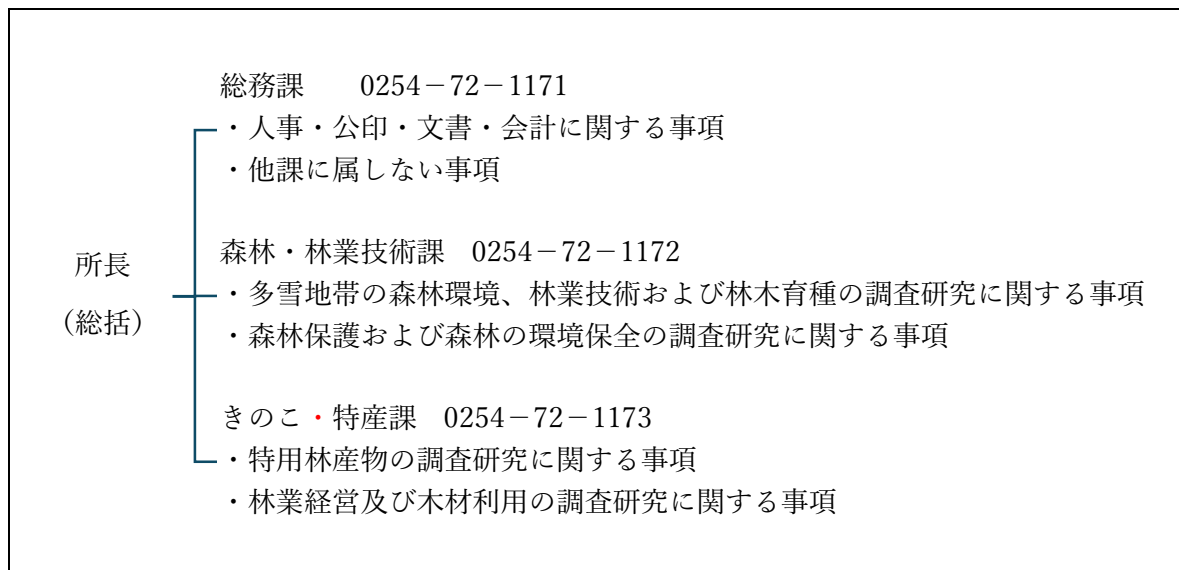 総務課　　0254－72－1171
・人事・公印・文書・会計に関する事項
・他課に属しない事項
所長
（総括）
森林・林業技術課　0254－72－1172
・多雪地帯の森林環境、林業技術および林木育種の調査研究に関する事項
・森林保護および森林の環境保全の調査研究に関する事項
きのこ・特産課　0254－72－1173
・特用林産物の調査研究に関する事項
・林業経営及び木材利用の調査研究に関する事項